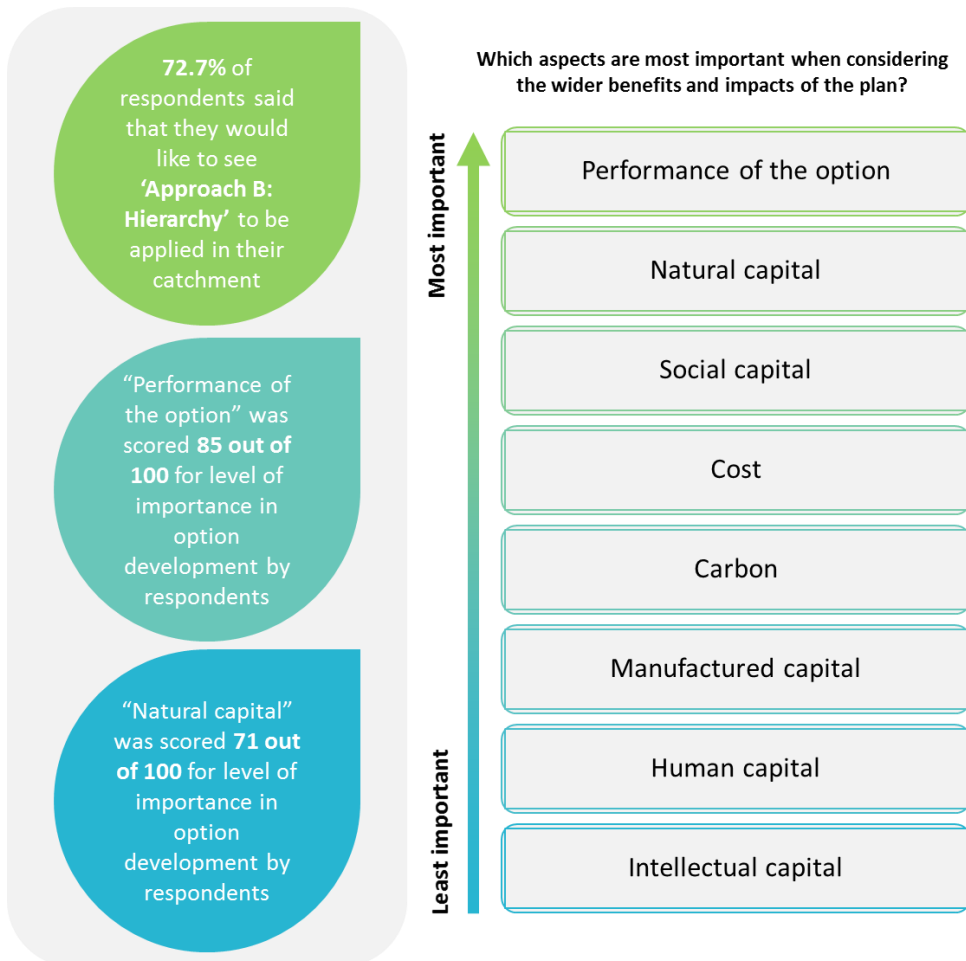 72.7% of
respondents said
that they would
like to see
‘Approach B:
Hierarchy’ to be
applied in their
catchment
“Performance of
the option” was
scored 85 out of
100 for level of
importance in
option
development by
respondents
“Natural capital”
was scored 71 out
of 100 for level of
importance in
option
development by
respondents
Which aspects are most important when considering
the wider benefits and impacts of the plan?
Most important
Least important
Performance of the option
Natural capital
Social capital
Cost
Carbon
Manufactured capital
Human capital
Intellectual capital